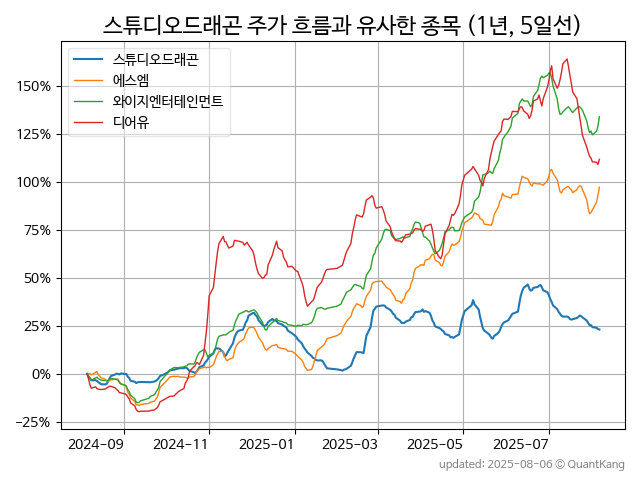 스튜디오드래곤 주가 흐름과 유사한 종목 (1년, 5일선)
스튜디오드래곤
에스엠
와이지엔터테인먼트
디어유
150%
125%
100%
75%
50%
25%
0%
−25%
2024−09 2024−11 2025−01 2025−03 2025−05 2025−07
updated: 2025-08-06 © QuantKang